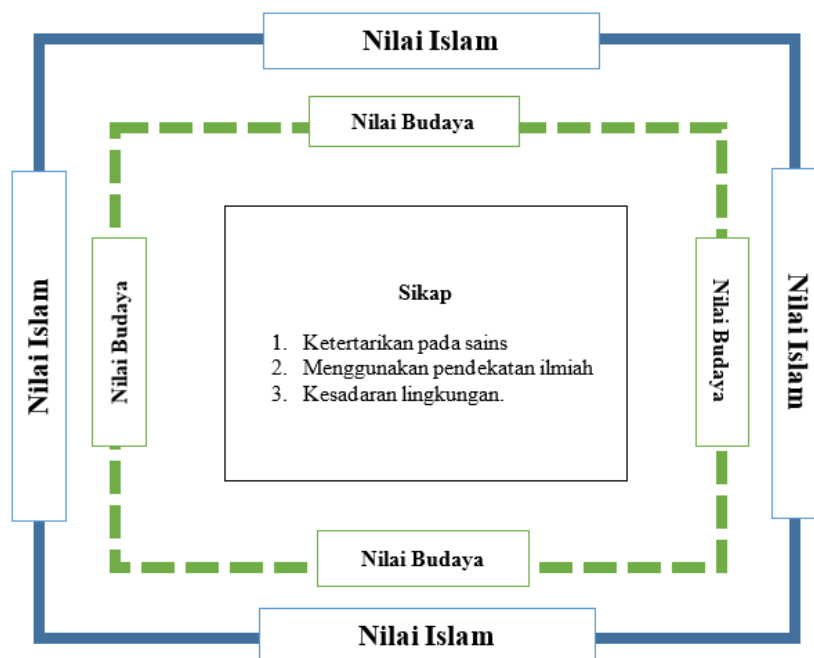 Nilai Islam
Nilai Budaya
Nilai Islam
Nilai Budaya
Sikap
1. Ketertarikan pada sains
2. Menggunakan pendekatan ilmiah
3. Kesadaran lingkungan.
Nilai Budaya
Nilai Islam
Nilai Budaya
Nilai Islam